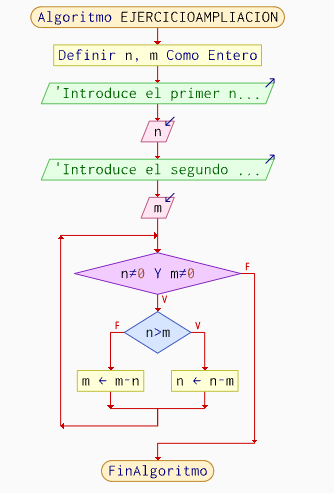 Algoritmo EJERCICIOAMPLIACION
Definir n, m Como Entero
'Introduce el primer n...
n
'Introduce el segundo ...
m
n≠0 Y m≠0
F
V
n>m
F
V
m ← m-n
n ← n-m
FinAlgoritmo